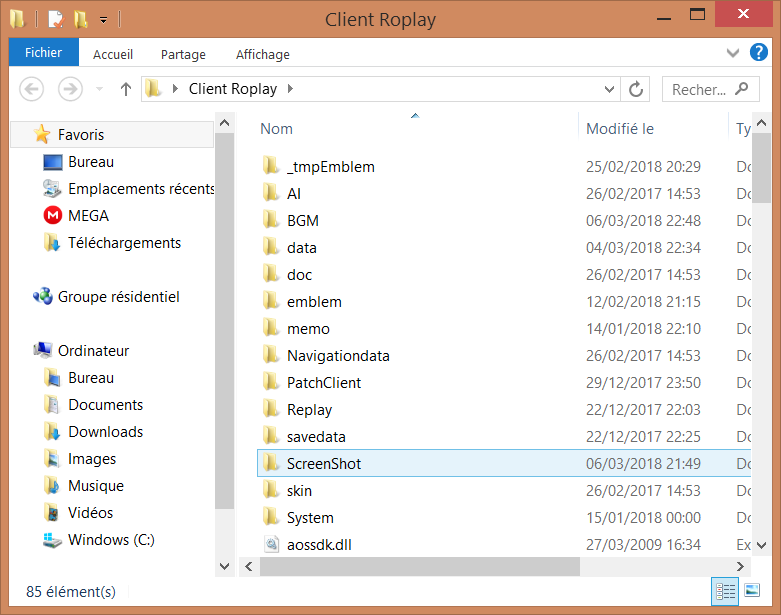 Client Roplay
Fichier Accueil Partage Affichage
Client Roplay Recher...
Favoris
Bureau
Emplacements récents
MEGA
Téléchargements
Groupe résidentiel
Ordinateur
Bureau
Documents
Downloads
Images
Musique
Vidéos
Windows (C:)
Nom Modifié le Ty
_tmpEmblem 25/02/2018 20:29 Do
AI 26/02/2017 14:53 Do
BGM 06/03/2018 22:48 Do
data 04/03/2018 22:34 Do
doc 26/02/2017 14:53 Do
emblem 12/02/2018 21:15 Do
memo 14/01/2018 22:10 Do
Navigationdata 26/02/2017 14:53 Do
PatchClient 29/12/2017 23:50 Do
Replay 22/12/2017 22:03 Do
savedata 22/12/2017 22:25 Do
ScreenShot 06/03/2018 21:49 Do
skin 26/02/2017 14:53 Do
System 15/01/2018 00:00 Do
aossdk.dll 27/03/2009 16:34 Ex
85 élément(s)